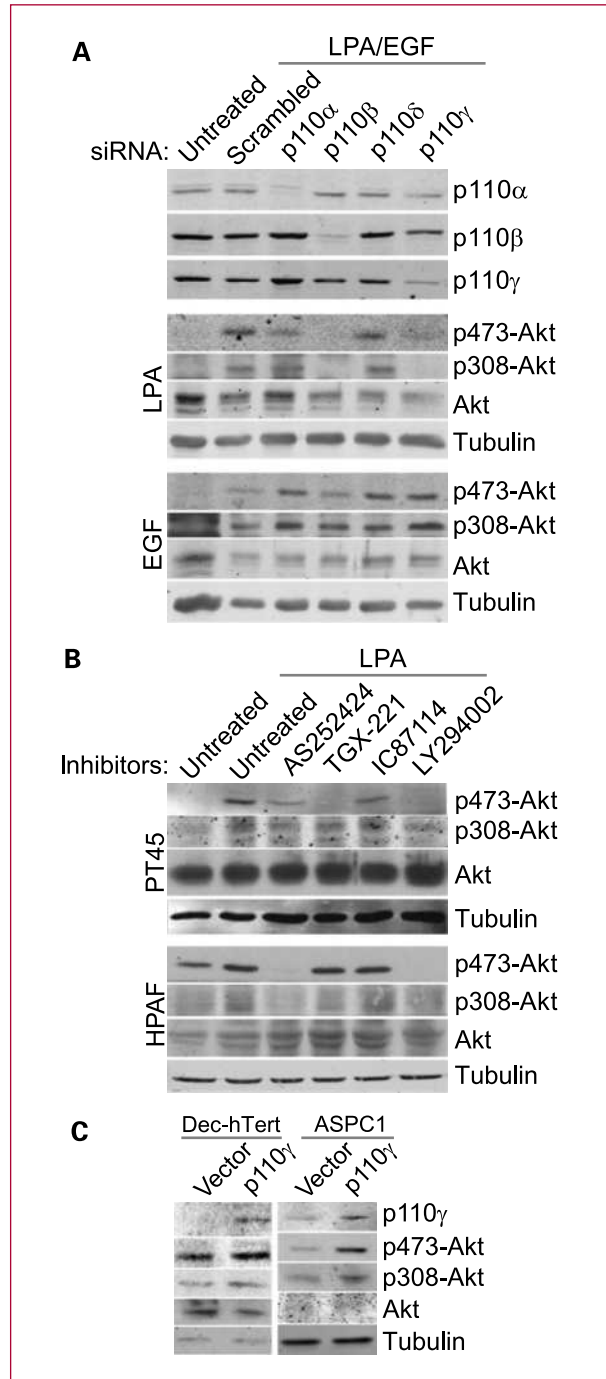 A
LPA/EGF
siRNA:
Untreated
Scrambled
p110α
p110β
p110δ
p110γ
p110α
p110β
p110γ
LPA
p473-Akt
p308-Akt
Akt
Tubulin
EGF
p473-Akt
p308-Akt
Akt
Tubulin
B
LPA
Inhibitors:
Untreated
Untreated
AS252424
TGX-221
IC87114
LY294002
PT45
p473-Akt
p308-Akt
Akt
Tubulin
HPAF
p473-Akt
p308-Akt
Akt
Tubulin
C
Dec-hTert
ASPC1
Vector
p110γ
Vector
p110γ
p110γ
p473-Akt
p308-Akt
Akt
Tubulin